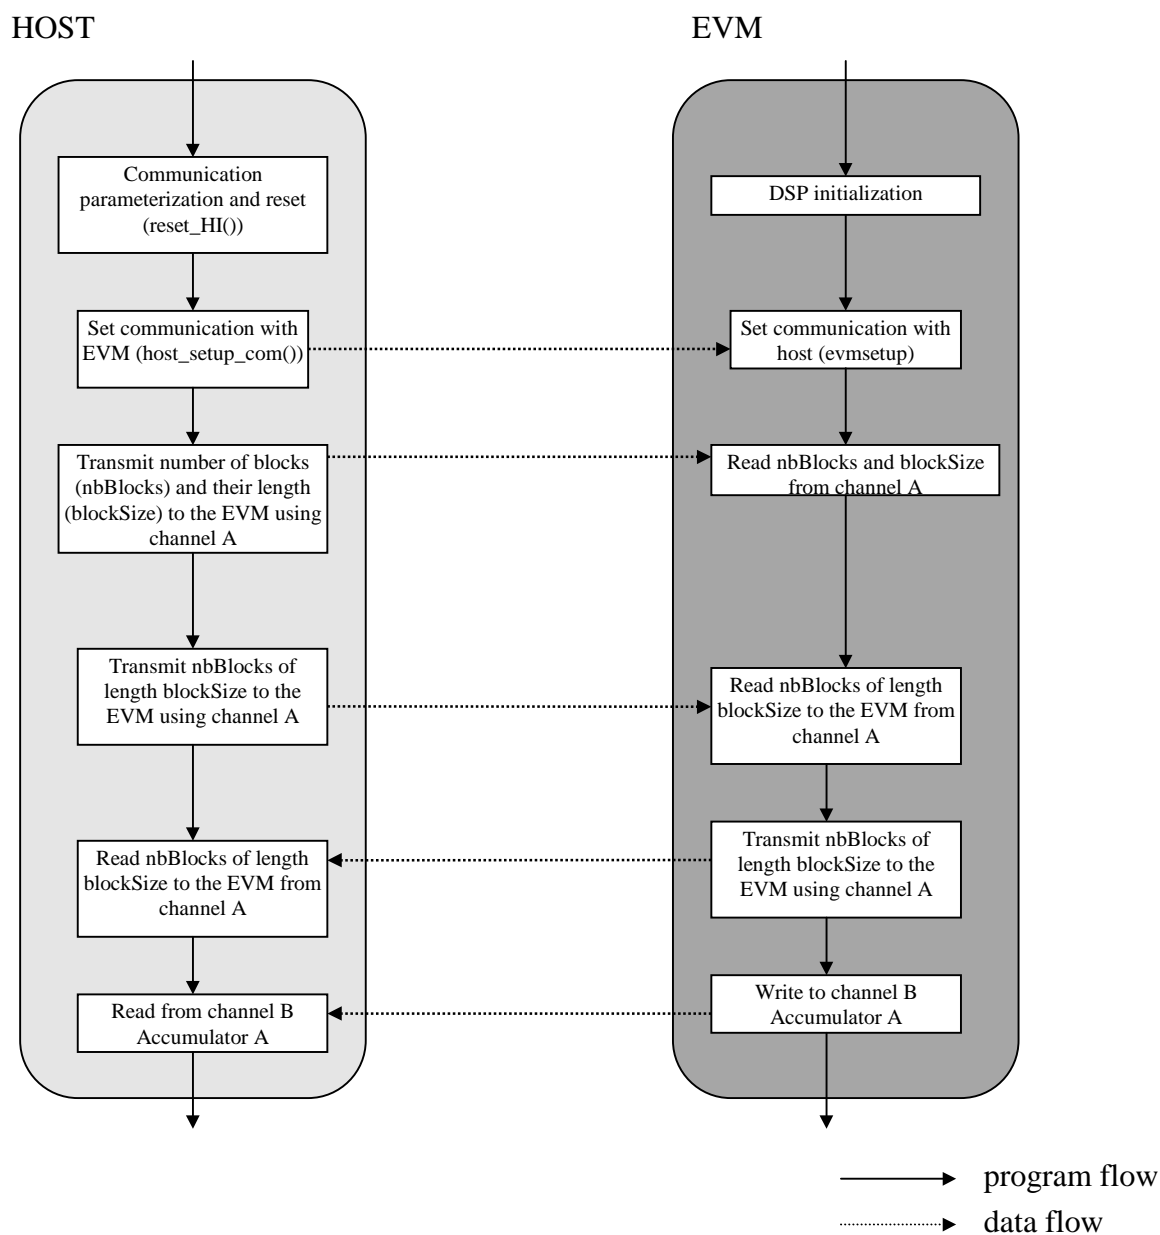 HOST
Communication
parameterization and reset
(reset_HI())
Set communication with
EVM (host_setup_com())
Transmit number of blocks
(nbBlocks) and their length
(blockSize) to the EVM using
channel A
Transmit nbBlocks of
length blockSize to the
EVM using channel A
Read nbBlocks of length
blockSize to the EVM from
channel A
Read from channel B
Accumulator A
EVM
DSP initialization
Set communication with
host (evmsetup)
Read nbBlocks and blockSize
from channel A
Read nbBlocks of length
blockSize to the EVM from
channel A
Transmit nbBlocks of
length blockSize to the
EVM using channel A
Write to channel B
Accumulator A
program flow
data flow